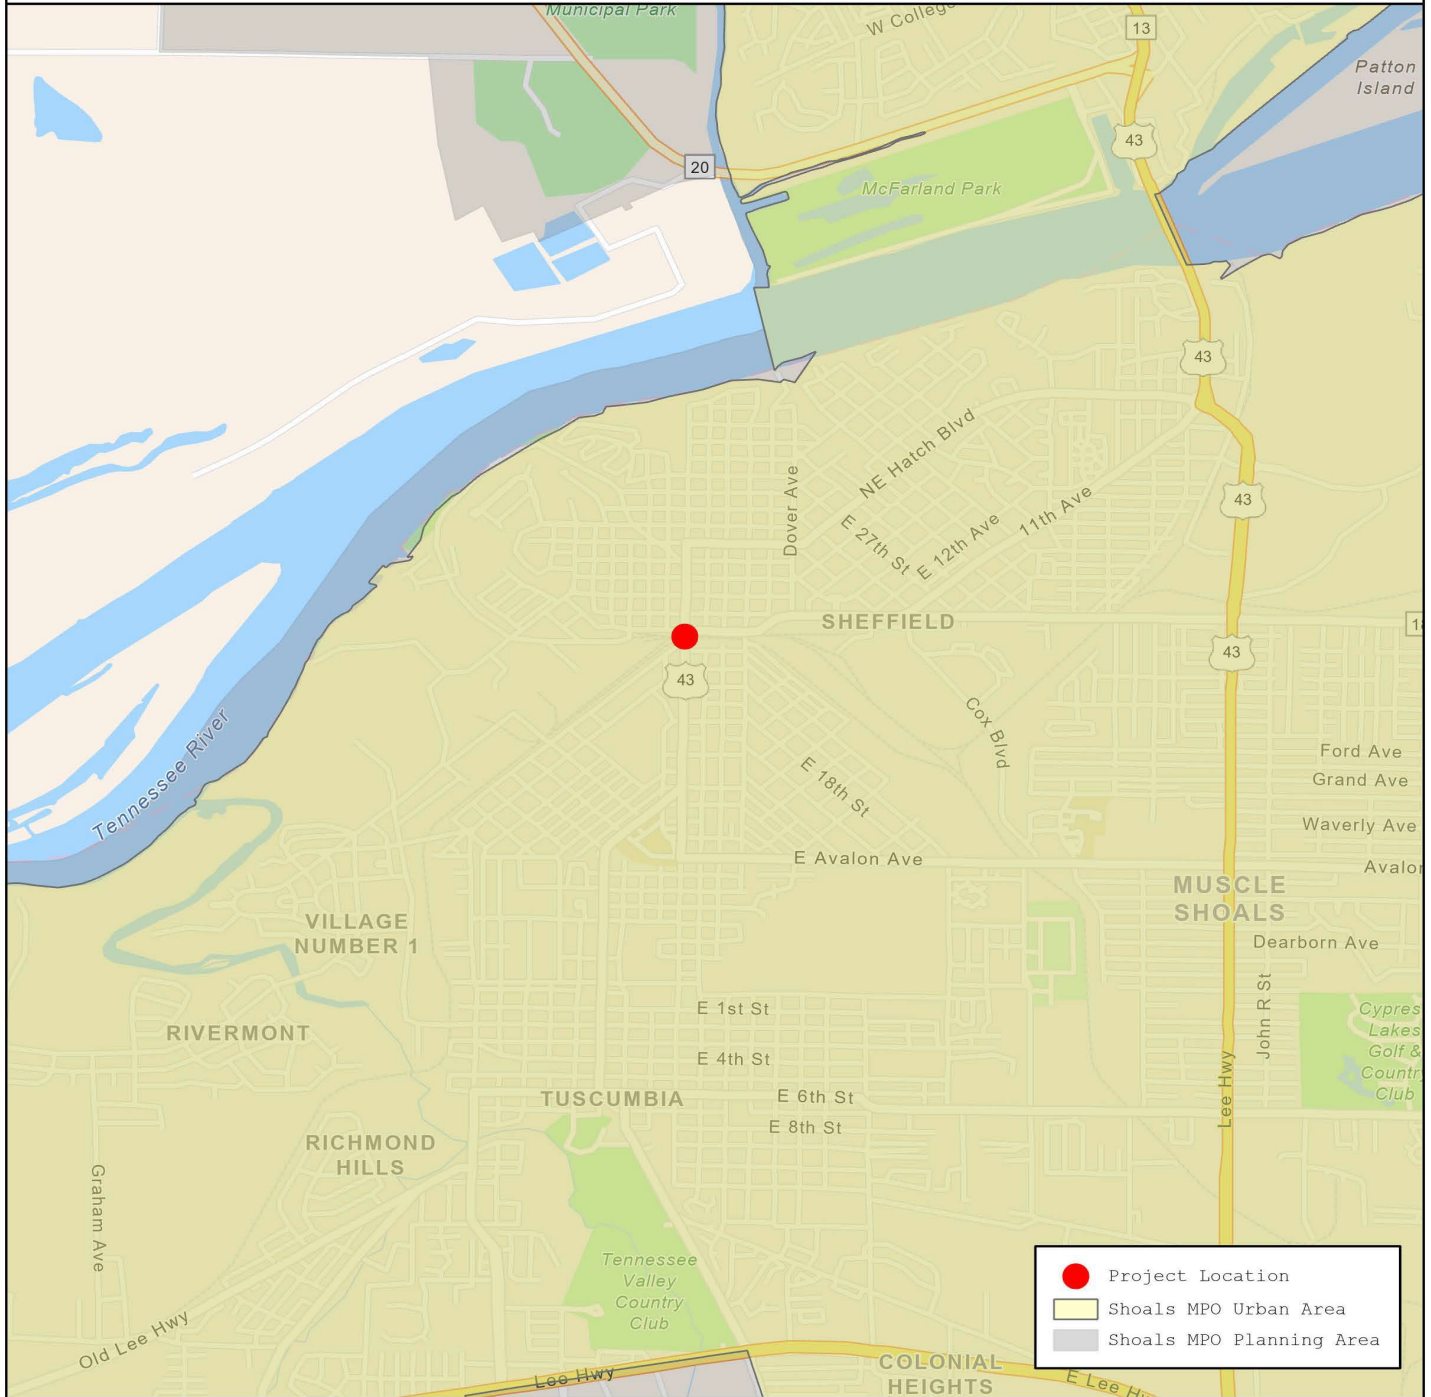 Municipal Park
W College
13
Patton
Island
43
20
McFarland Park
43
NE Hatch Blvd
Dover Ave
11th Ave
43
E 27th St
E 12th Ave
SHEFFIELD
43
43
Cox Blvd
Tennessee River
Ford Ave
Grand Ave
E 18th St
Waverly Ave
E Avalon Ave
Avalon
MUSCLE
SHOALS
VILLAGE
NUMBER 1
Dearborn Ave
E 1st St
John R St
Cypres
Lakes
Golf &
Country
Club
RIVERMONT
E 4th St
Lee Hwy
TUSCUMBIA
E 6th St
E 8th St
RICHMOND
HILLS
Graham Ave
Tennessee
Valley
Country
Club
Old Lee Hwy
Lee Hwy
COLONIAL
HEIGHTS
E Lee H
Project Location
Shoals MPO Urban Area
Shoals MPO Planning Area